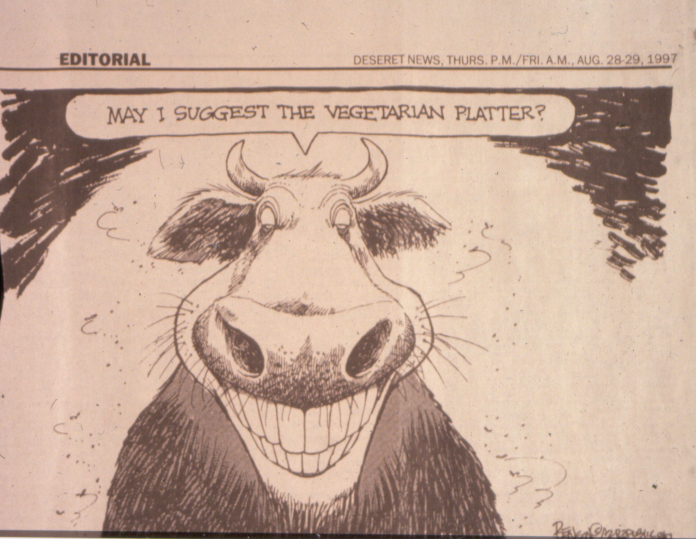 EDITORIAL
DESERET NEWS, THURS. P.M./FRI. A.M., AUG. 28-29, 1997
MAY I SUGGEST THE VEGETARIAN PLATTER?